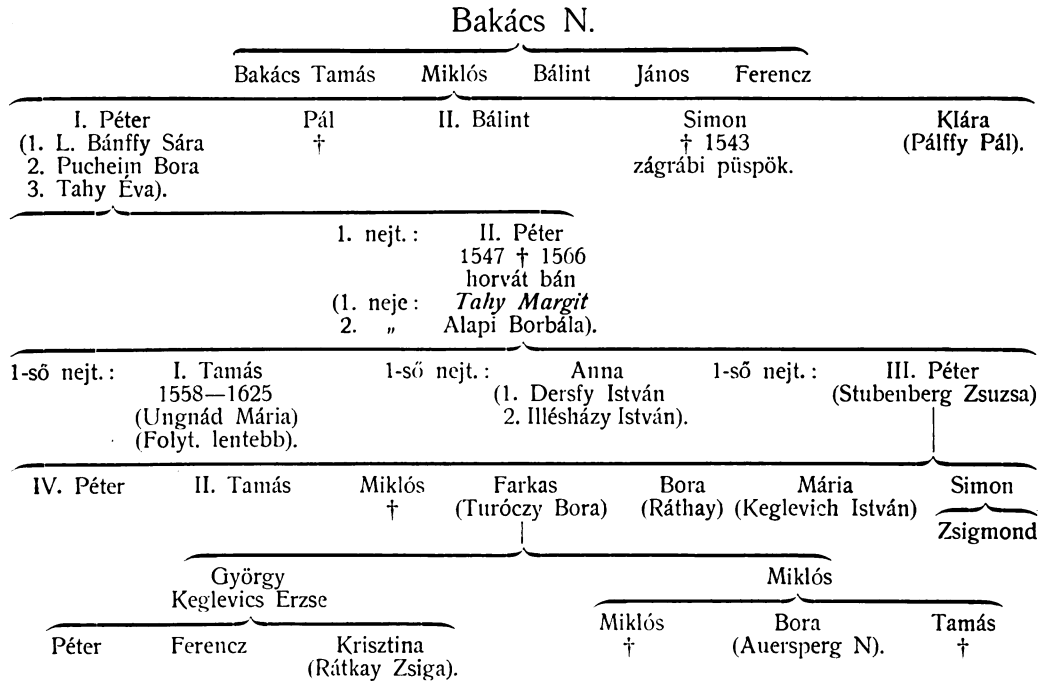 Bakács N.
Bakács Tamás Miklós Bálint János Ferencz
I. Péter Pál II. Bálint Simon Klára
(1. L. Bánffy Sára † † 1543 (Pálffy Pál).
2. Pucheim Bora zágrábi püspök.
3. Tahy Éva).
1. nejt.: II. Péter
1547 † 1566
horvát bán
(1. neje: Tahy Margit
2. „ Alapi Borbála).
1-ső nejt.: I. Tamás 1-ső nejt.: Anna 1-ső nejt.: III. Péter
1558—1625 (1. Dersfy István (Stubenberg Zsuzsa)
(Ungnád Mária) 2. Illésházy István).
(Folyt. lentebb).
IV. Péter II. Tamás Miklós Farkas Bora Mária Simon
† (Turóczy Bora) (Ráthay) (Keglevich István)
Zsigmond
György Miklós
Keglevics Erzse
Péter Ferencz Krisztina Miklós Bora Tamás
(Rátkay Zsiga). † (Auersperg N). †